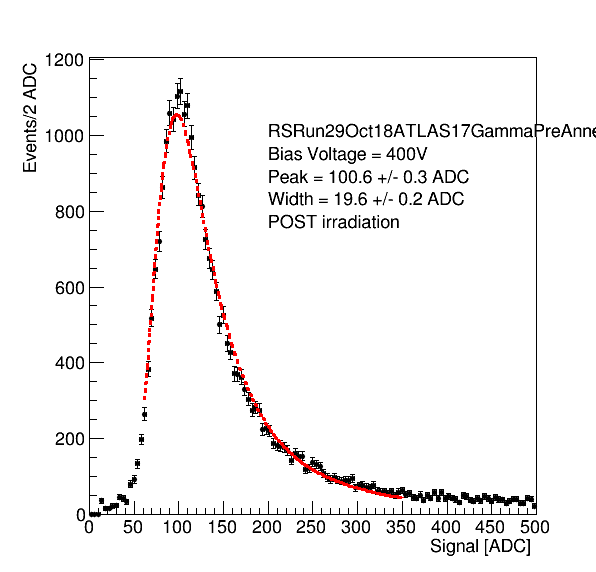 Events/2 ADC
1200
1000
800
600
400
200
0
RSRun29Oct18ATLAS17GammaPreAnne
Bias Voltage = 400V
Peak = 100.6 +/- 0.3 ADC
Width = 19.6 +/- 0.2 ADC
POST irradiation
0 50 100 150 200 250 300 350 400 450 500
Signal [ADC]